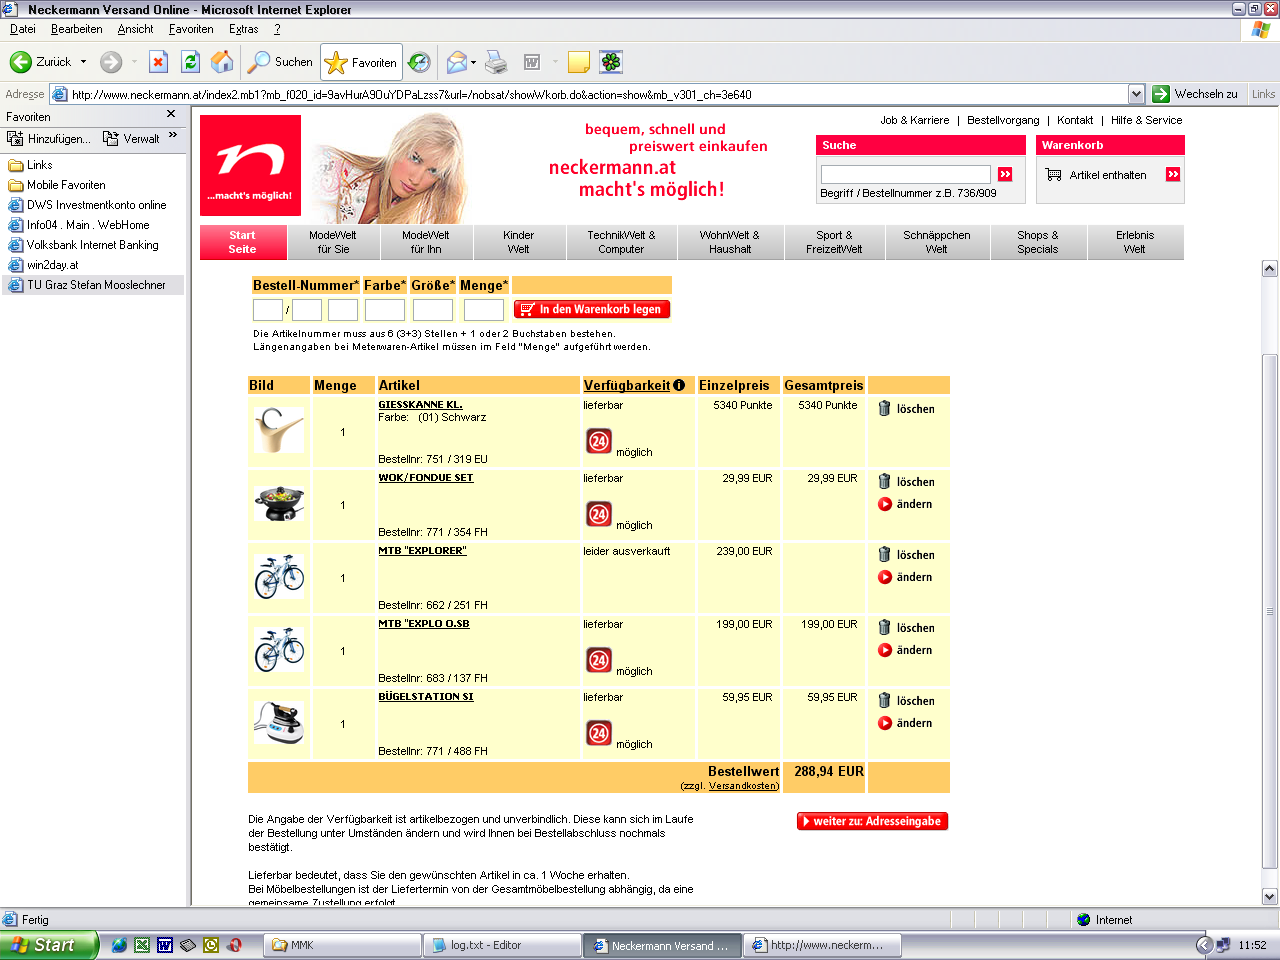 Neckermann Versand Online - Microsoft Internet Explorer
Datei Bearbeiten Ansicht Favoriten Extras ?
Zurück Suchen Favoriten
Adresse http://www.neckermann.at/index2.mb1?mb_f020_id=9avHurA9OuYDPaLzss7&url=/nobsat/showWkorb.do&action=show&mb_v301_ch=3e640 Wechseln zu Links
Favoriten
Hinzufügen... Verwalt
Links
Mobile Favoriten
DWS Investmentkonto online
Info04 . Main . WebHome
Volksbank Internet Banking
win2day.at
TU Graz Stefan Mooslechner
n
...macht's möglich!
bequem, schnell und
preiswert einkaufen
neckermann.at
macht's möglich!
Job & Karriere | Bestellvorgang | Kontakt | Hilfe & Service
Suche
Begriff / Bestellnummer z.B. 736/909
Warenkorb
Artikel enthalten
Start Seite
ModeWelt für Sie
ModeWelt für Ihn
Kinder Welt
TechnikWelt & Computer
WohnWelt & Haushalt
Sport & FreizeitWelt
Schnäppchen Welt
Shops & Specials
Erlebnis Welt
Bestell-Nummer* Farbe* Größe* Menge*
/ In den Warenkorb legen
Die Artikelnummer muss aus 6 (3+3) Stellen + 1 oder 2 Buchstaben bestehen.
Längenangaben bei Meterwaren-Artikel müssen im Feld "Menge" aufgeführt werden.
Bild Menge Artikel Verfügbarkeit i Einzelpreis Gesamtpreis
GIESSKANNE KL. lieferbar 5340 Punkte 5340 Punkte löschen
Farbe: (01) Schwarz
1
24 möglich
Bestellnr: 751 / 319 EU
WOK/FONDUE SET lieferbar 29,99 EUR 29,99 EUR löschen
1 ändern
24 möglich
Bestellnr: 771 / 354 FH
MTB "EXPLORER" leider ausverkauft 239,00 EUR löschen
1 ändern
Bestellnr: 662 / 251 FH
MTB "EXPLO O.SB lieferbar 199,00 EUR 199,00 EUR löschen
1 ändern
24 möglich
Bestellnr: 683 / 137 FH
BÜGELSTATION SI lieferbar 59,95 EUR 59,95 EUR löschen
1 ändern
24 möglich
Bestellnr: 771 / 488 FH
Bestellwert 288,94 EUR
(zzgl. Versandkosten)
Die Angabe der Verfügbarkeit ist artikelbezogen und unverbindlich. Diese kann sich im Laufe
der Bestellung unter Umständen ändern und wird Ihnen bei Bestellabschluss nochmals
bestätigt.
weiter zu: Adresseingabe
Lieferbar bedeutet, dass Sie den gewünschten Artikel in ca. 1 Woche erhalten.
Bei Möbelbestellungen ist der Liefertermin von der Gesamtmöbelbestellung abhängig, da eine
gemeinsame Zustellung erfolgt.
Fertig Internet
Start MMK log.txt - Editor Neckermann Versand ... http://www.neckerm... 11:52